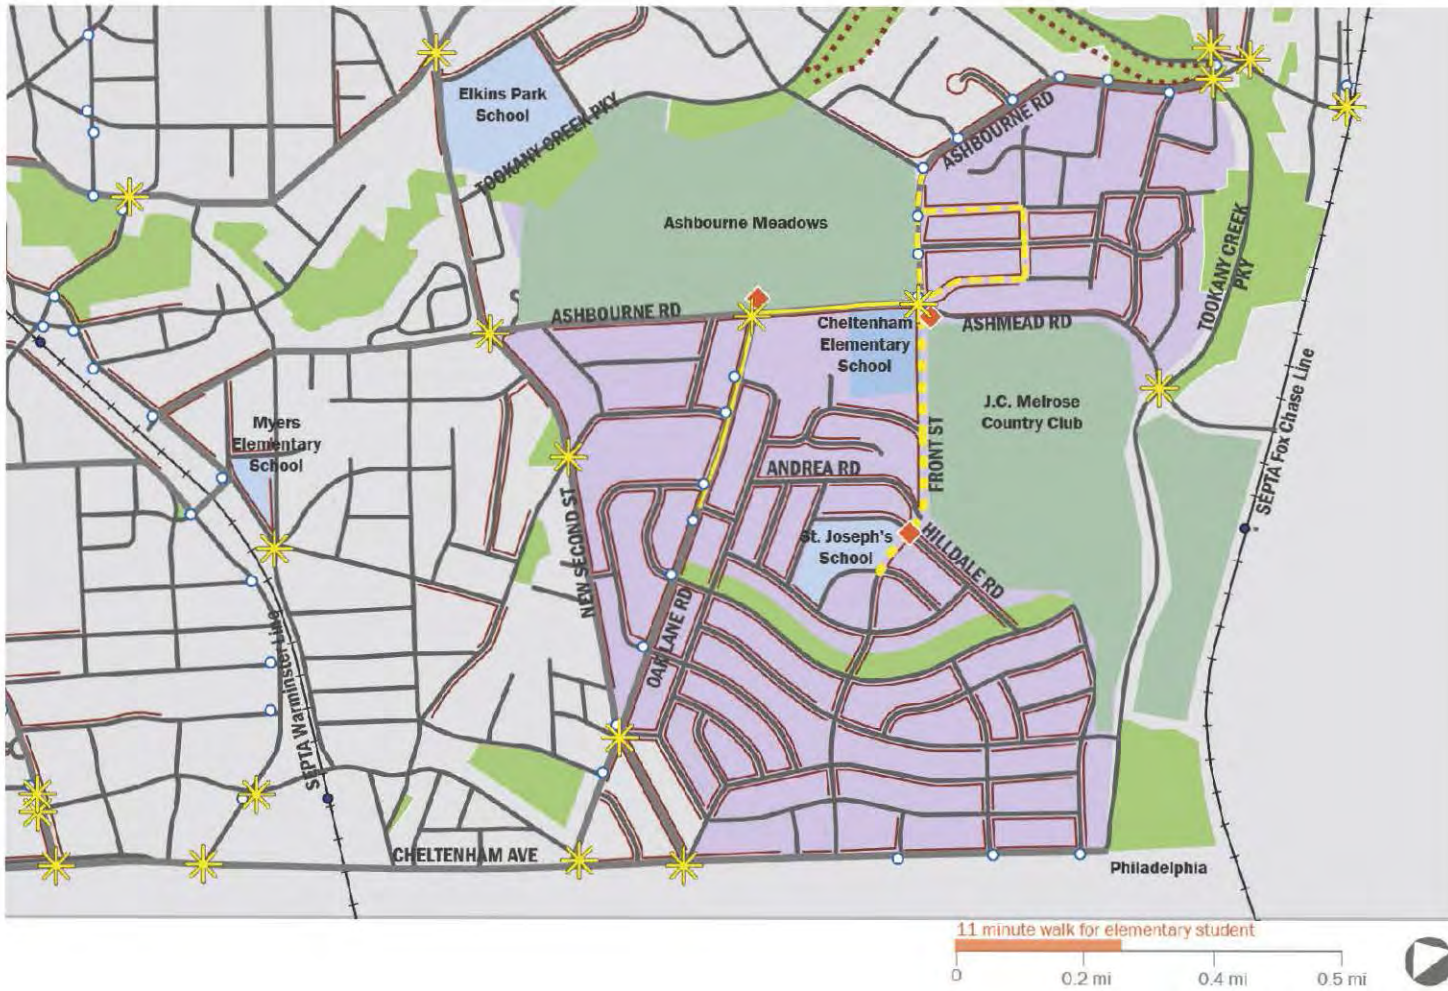 Elkins Park
School
TOOKANY CREEK PKY
ASHBOURNE RD
Ashbourne Meadows
TOOKANY CREEK
PKY
ASHBOURNE RD
Cheltenham
Elementary
School
ASHMEAD RD
SEPTA Fox Chase Line
J.C. Melrose
Country Club
Myers
Elementary
School
ANDREA RD
FRONT ST
NEW SECOND ST
St. Joseph's
School
HILLDALE RD
OAK LANE RD
SEPTA Warminster Line
CHELTENHAM AVE
Philadelphia
11 minute walk for elementary student
0
0.2 mi
0.4 mi
0.5 mi